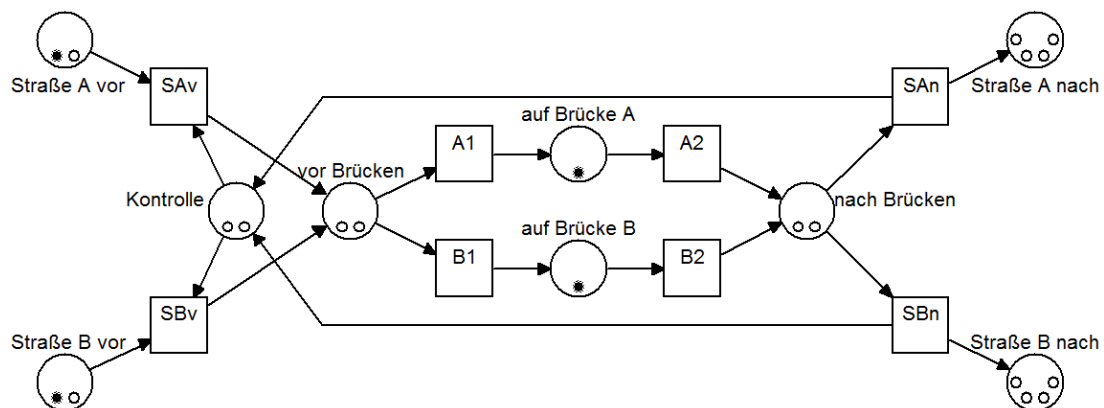 Straße A vor
SAv
SAn
Straße A nach
auf Brücke A
A1
A2
vor Brücken
Kontrolle
nach Brücken
auf Brücke B
B1
B2
Straße B vor
SBv
SBn
Straße B nach